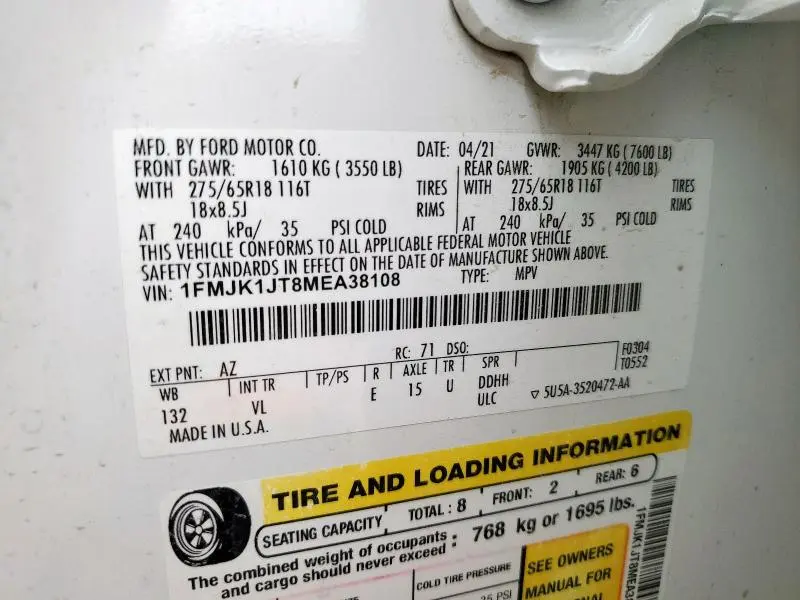 MFD. BY FORD MOTOR CO. DATE: 04/21 GVWR: 3447 KG (7600 LB)
FRONT GAWR: 1610 KG (3550 LB) REAR GAWR: 1905 KG (4200 LB)
WITH 275/65R18 116T TIRES WITH 275/65R18 116T TIRES
18x8.5J RIMS 18x8.5J RIMS
AT 240 kPa/ 35 PSI COLD AT 240 kPa/ 35 PSI COLD
THIS VEHICLE CONFORMS TO ALL APPLICABLE FEDERAL MOTOR VEHICLE
SAFETY STANDARDS IN EFFECT ON THE DATE OF MANUFACTURE SHOWN ABOVE.
VIN: 1FMJK1JT8MEA38108 TYPE: MPV
EXT PNT: AZ RC: 71 DSO: F0304
T0552
WB INT TR TP/PS R AXLE TR SPR
132 VL E 15 U DDHH
ULC ▽ 5U5A-3520472-AA
MADE IN U.S.A.
TIRE AND LOADING INFORMATION
SEATING CAPACITY TOTAL: 8 FRONT: 2 REAR: 6
The combined weight of occupants and cargo should never exceed: 768 kg or 1695 lbs.
COLD TIRE PRESSURE
35 PSI
SEE OWNERS
MANUAL FOR
1FMJK1JT8MEA3